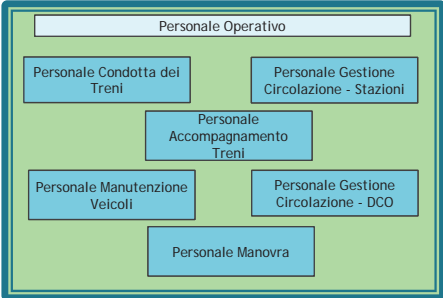 Personale Operativo
Personale Condotta dei
Treni
Personale Gestione
Circolazione - Stazioni
Personale
Accompagnamento
Treni
Personale Manutenzione
Veicoli
Personale Gestione
Circolazione - DCO
Personale Manovra